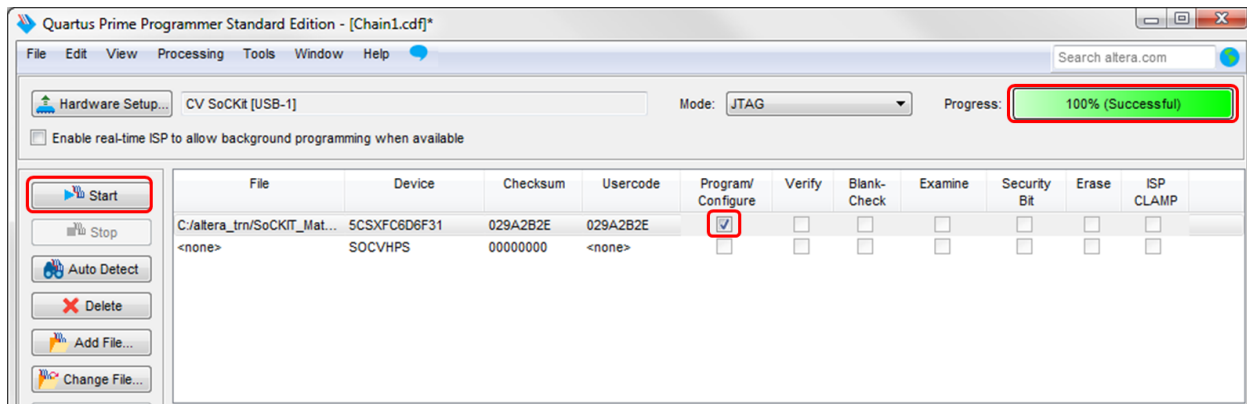 Quartus Prime Programmer Standard Edition - [Chain1.cdf]*
File Edit View Processing Tools Window Help Search altera.com
Hardware Setup... CV SoCKit [USB-1] Mode: JTAG Progress: 100% (Successful)
Enable real-time ISP to allow background programming when available
Start
Stop
Auto Detect
Delete
Add File...
Change File...
File Device Checksum Usercode Program/ Verify Blank- Examine Security Erase ISP
Configure Check Bit CLAMP
C:/altera_trn/SoCKIT_Mat... 5CSXFC6D6F31 029A2B2E 029A2B2E
<none> SOCVHPS 00000000 <none>